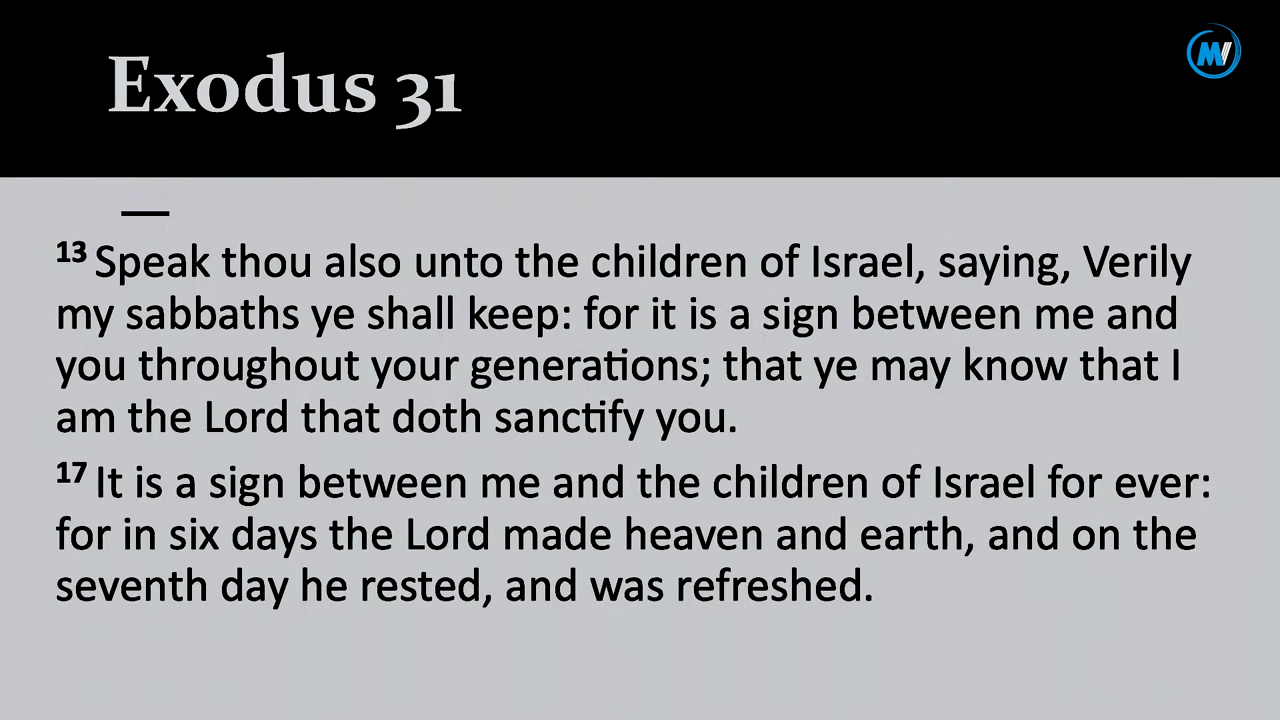 Exodus 31
MV
13 Speak thou also unto the children of Israel, saying, Verily
my sabbaths ye shall keep: for it is a sign between me and
you throughout your generations; that ye may know that I
am the Lord that doth sanctify you.
17 It is a sign between me and the children of Israel for ever:
for in six days the Lord made heaven and earth, and on the
seventh day he rested, and was refreshed.